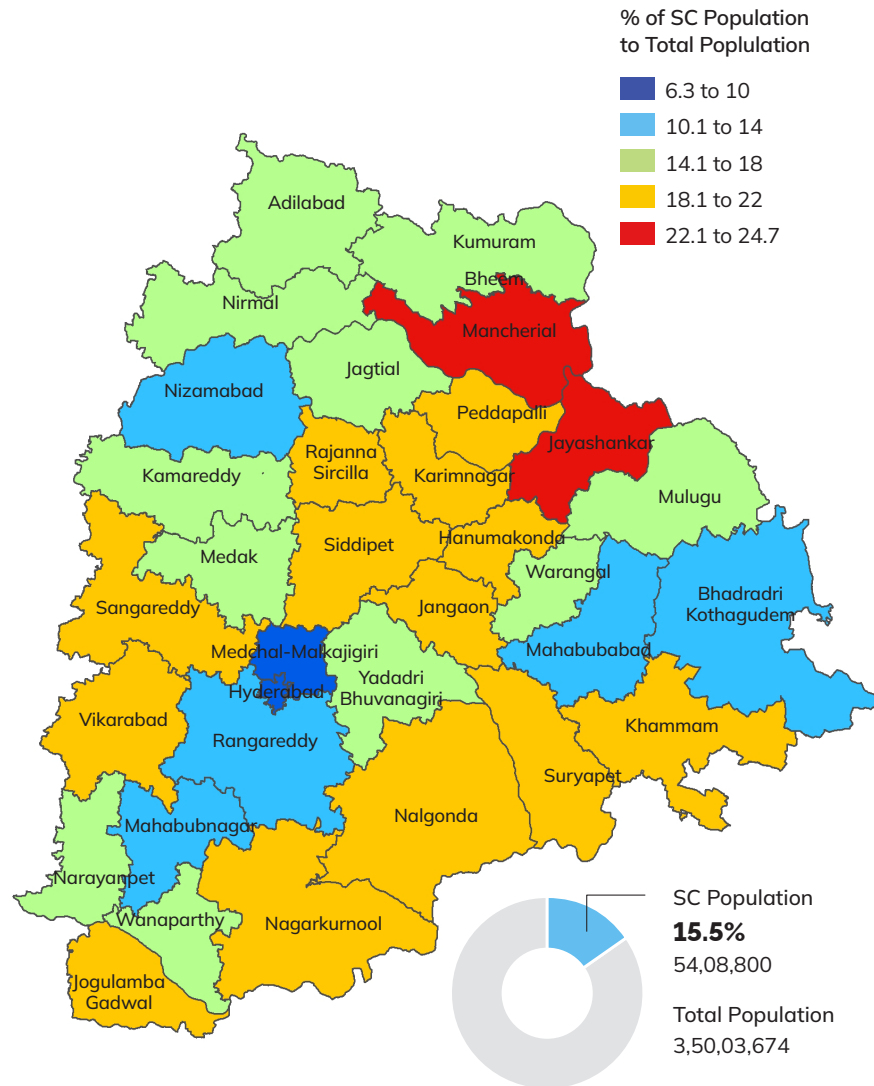 % of SC Population
to Total Poplulation
6.3 to 10
10.1 to 14
14.1 to 18
18.1 to 22
22.1 to 24.7
Adilabad
Kumuram
Bheem
Nirmal
Mancherial
Jagtial
Nizamabad
Peddapalli
Jayashankar
Rajanna
Sircilla
Karimnagar
Kamareddy
Mulugu
Siddipet
Hanumakonda
Medak
Warangal
Bhadradri
Kothagudem
Sangareddy
Jangaon
Medchal-Malkajigiri
Mahabubabad
Yadadri
Bhuvanagiri
Hyderabad
Vikarabad
Khammam
Rangareddy
Suryapet
Nalgonda
Mahabubnagar
Narayanpet
Wanaparthy
Nagarkurnool
Jogulamba
Gadwal
SC Population
15.5%
54,08,800
Total Population
3,50,03,674